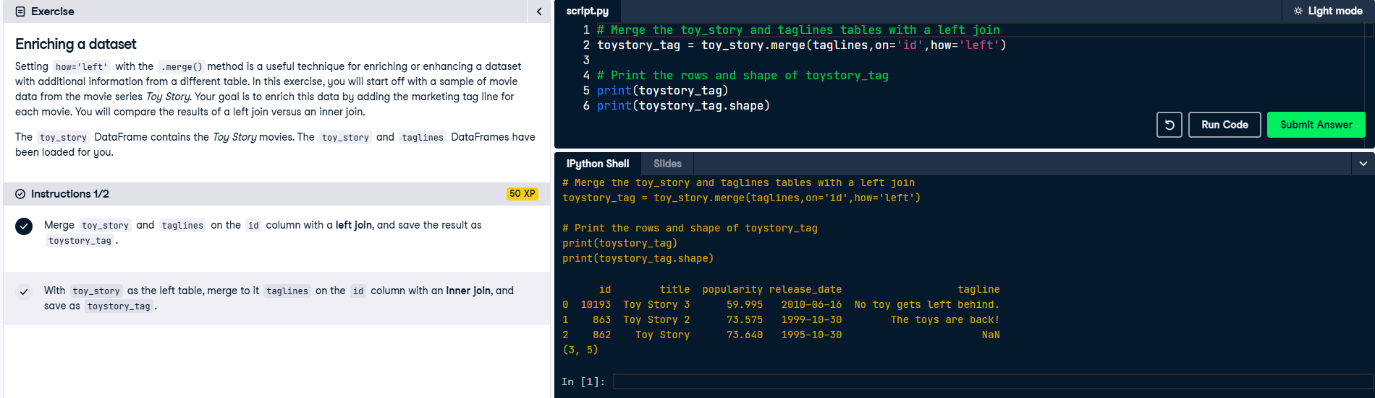 Exercise
Enriching a dataset
Setting how='left' with the .merge() method is a useful technique for enriching or enhancing a dataset
with additional information from a different table. In this exercise, you will start off with a sample of movie
data from the movie series Toy Story. Your goal is to enrich this data by adding the marketing tag line for
each movie. You will compare the results of a left join versus an inner join.
The toy_story DataFrame contains the Toy Story movies. The toy_story and taglines DataFrames have
been loaded for you.
Instructions 1/2
50 XP
Merge toy_story and taglines on the id column with a left join, and save the result as
toystory_tag .
With toy_story as the left table, merge to it taglines on the id column with an inner join, and
save as toystory_tag .
script.py
Light mode
1 # Merge the toy_story and taglines tables with a left join
2 toystory_tag = toy_story.merge(taglines,on='id',how='left')
3
4 # Print the rows and shape of toystory_tag
5 print(toystory_tag)
6 print(toystory_tag.shape)
Run Code
Submit Answer
IPython Shell
Slides
# Merge the toy_story and taglines tables with a left join
toystory_tag = toy_story.merge(taglines,on='id',how='left')
# Print the rows and shape of toystory_tag
print(toystory_tag)
print(toystory_tag.shape)
id title popularity release_date tagline
0 10193 Toy Story 3 59.995 2010-06-16 No toy gets left behind.
1 863 Toy Story 2 73.575 1999-10-30 The toys are back!
2 862 Toy Story 73.640 1995-10-30 NaN
(3, 5)
In [1]: